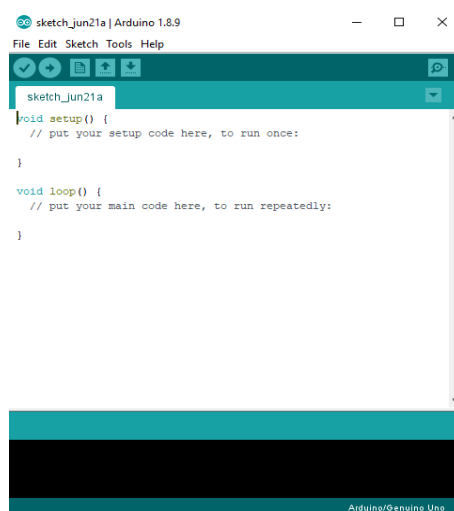 sketch_jun21a | Arduino 1.8.9
File Edit Sketch Tools Help
sketch_jun21a
void setup() {
  // put your setup code here, to run once:
}
void loop() {
  // put your main code here, to run repeatedly:
}
Arduino/Genuino Uno